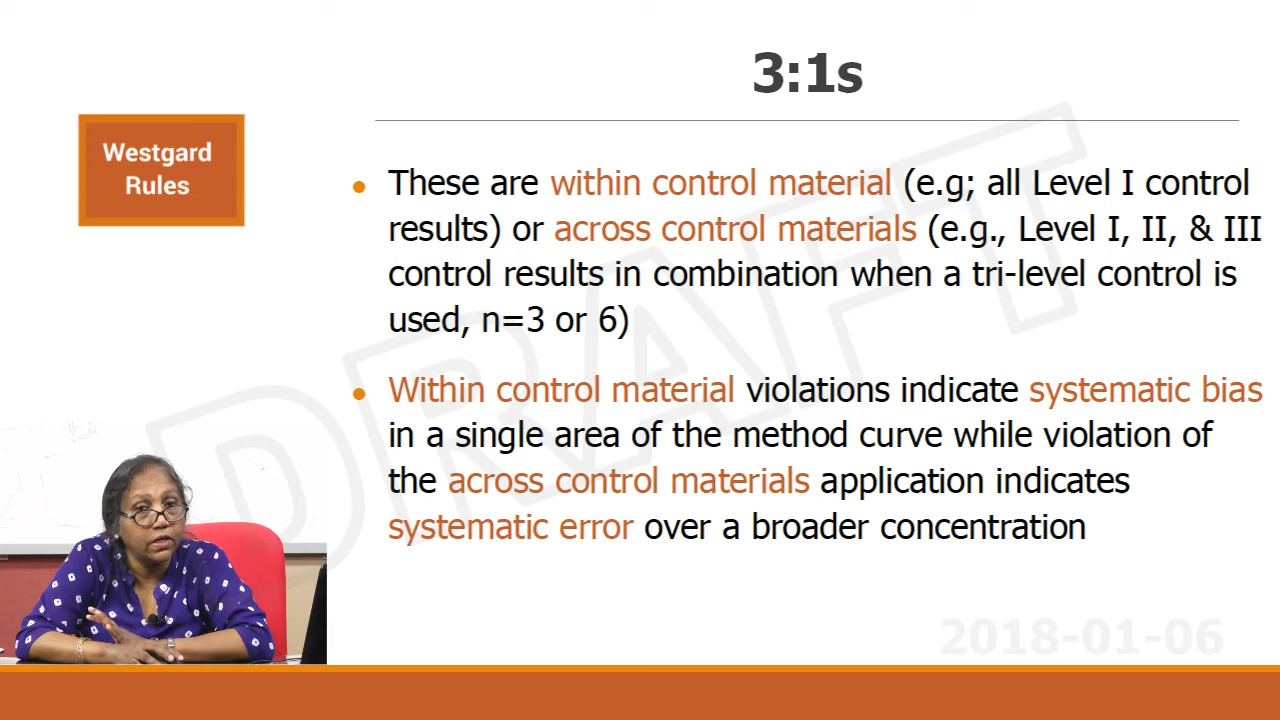 3:1s
Westgard
Rules
These are within control material (e.g; all Level I control
results) or across control materials (e.g., Level I, II, & III
control results in combination when a tri-level control is
used, n=3 or 6)
Within control material violations indicate systematic bias
in a single area of the method curve while violation of
the across control materials application indicates
systematic error over a broader concentration
DRAFT
2018-01-06